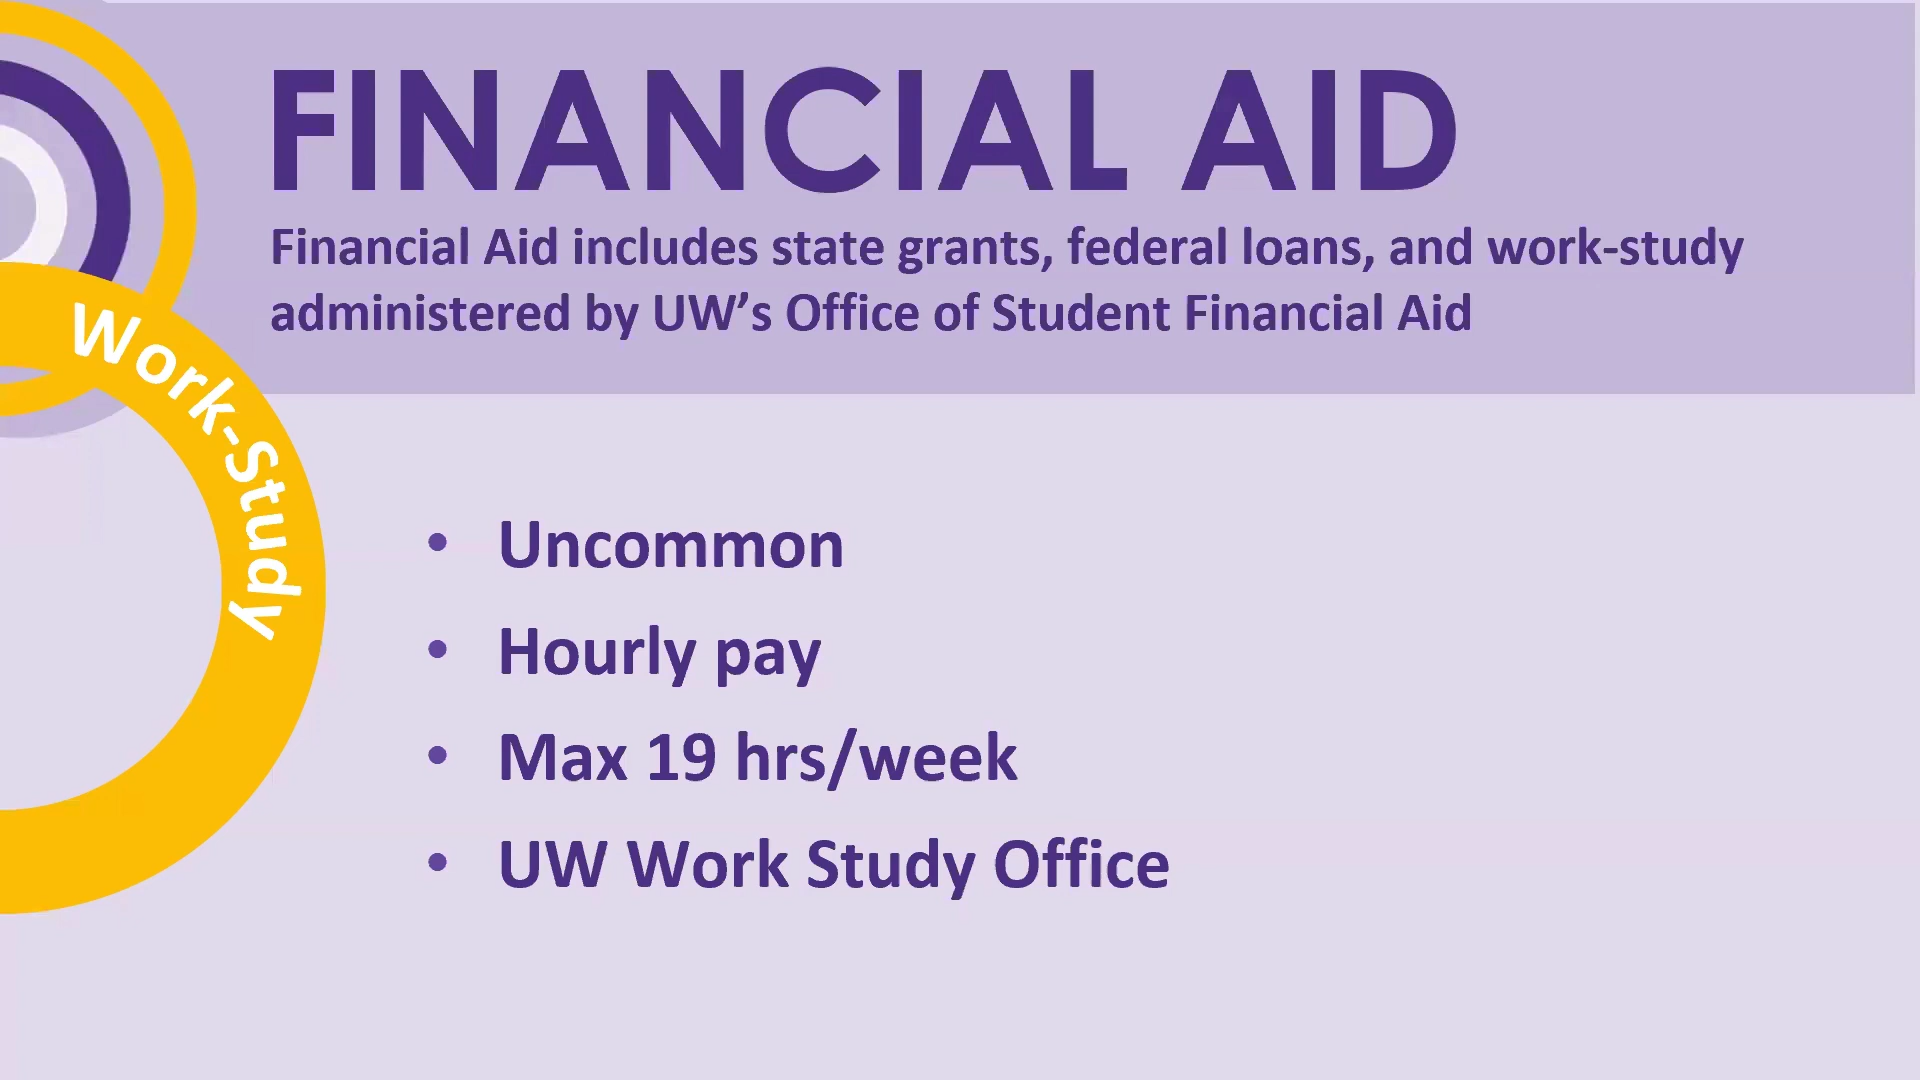 FINANCIAL AID
Financial Aid includes state grants, federal loans, and work-study
administered by UW’s Office of Student Financial Aid
Work-Study
• Uncommon
• Hourly pay
• Max 19 hrs/week
• UW Work Study Office